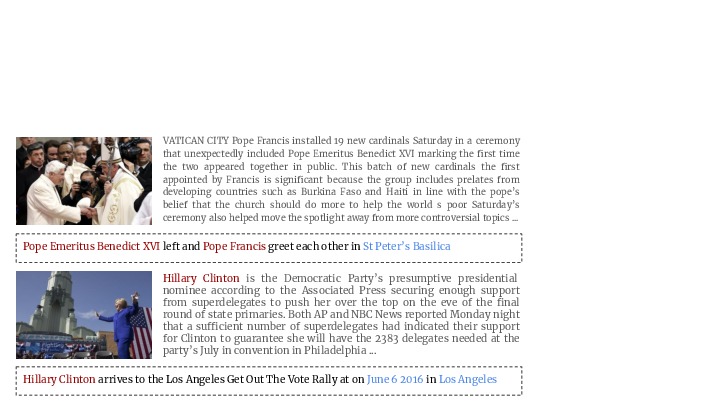 VATICAN CITY Pope Francis installed 19 new cardinals Saturday in a ceremony
that unexpectedly included Pope Emeritus Benedict XVI marking the first time
the two appeared together in public. This batch of new cardinals the first
appointed by Francis is significant because the group includes prelates from
developing countries such as Burkina Faso and Haiti in line with the pope's
belief that the church should do more to help the world s poor Saturday's
ceremony also helped move the spotlight away from more controversial topics ...
Pope Emeritus Benedict XVI left and Pope Francis greet each other in St Peter's Basilica
Hillary Clinton is the Democratic Party's presumptive presidential
nominee according to the Associated Press securing enough support
from superdelegates to push her over the top on the eve of the final
round of state primaries. Both AP and NBC News reported Monday night
that a sufficient number of superdelegates had indicated their support
for Clinton to guarantee she will have the 2383 delegates needed at the
party's July in convention in Philadelphia ...
Hillary Clinton arrives to the Los Angeles Get Out The Vote Rally at on June 6 2016 in Los Angeles